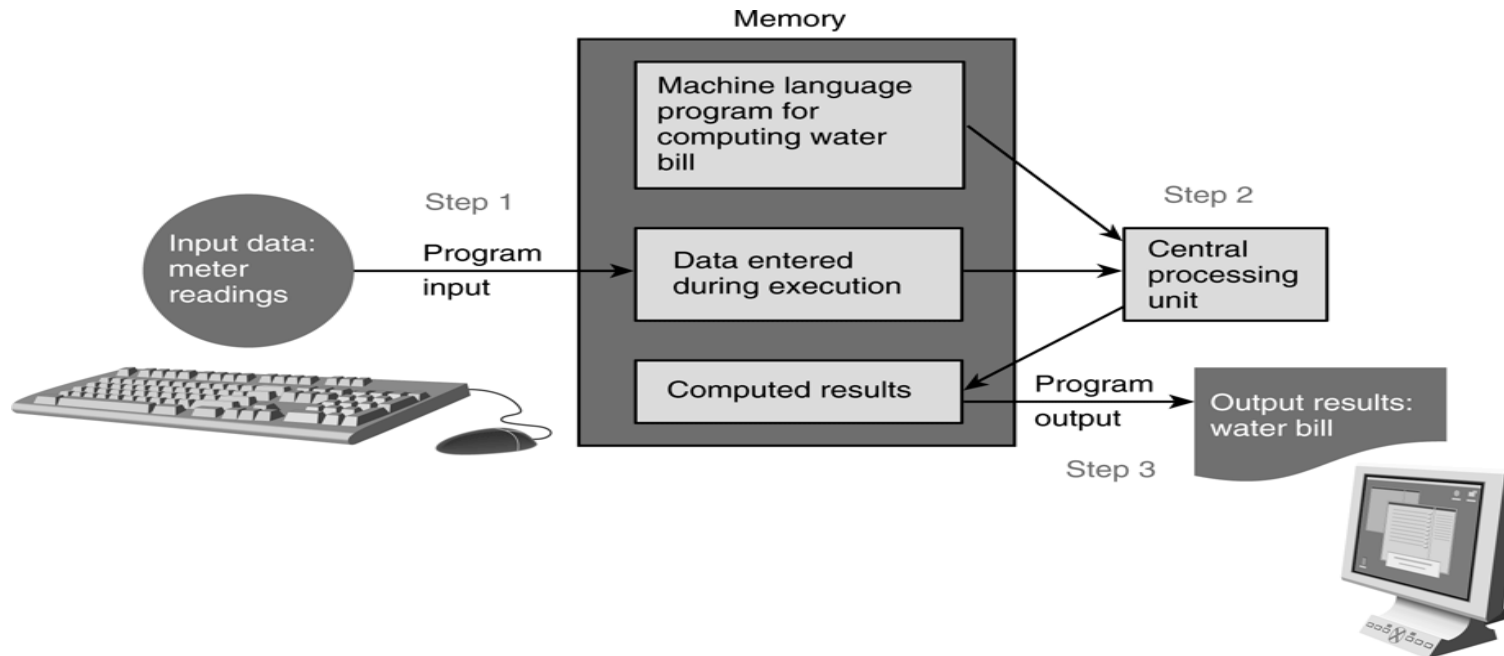 Memory
Machine language
program for
computing water
bill
Step 1
Step 2
Input data:
meter
readings
Program
input
Data entered
during execution
Central
processing
unit
Computed results
Program
output
Output results:
water bill
Step 3